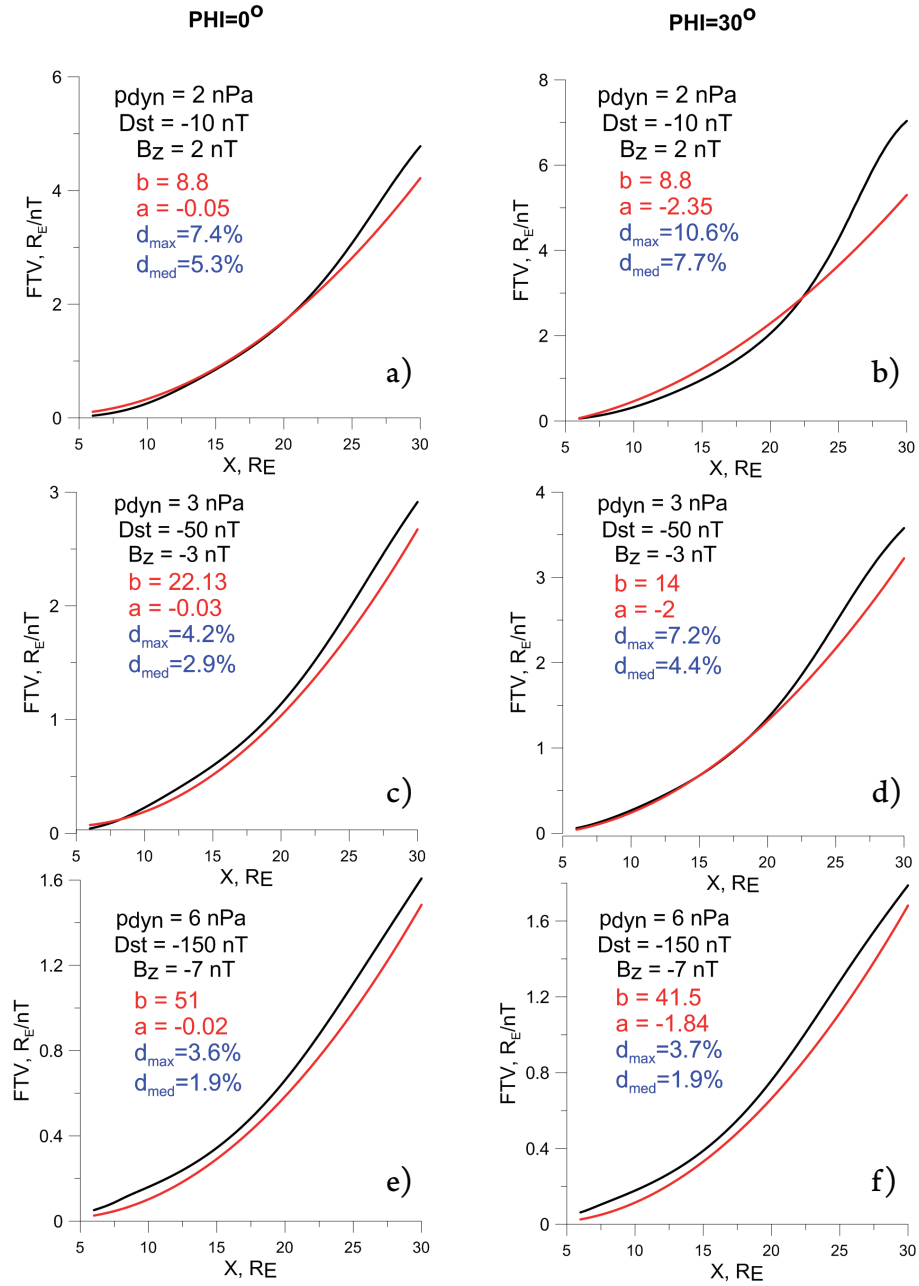 PHI=0°
PHI=30°
6
4
2
0
FTV, RE/nT
pdyn = 2 nPa
Dst = -10 nT
Bz = 2 nT
b = 8.8
a = -0.05
dmax=7.4%
dmed=5.3%
a)
5 10 15 20 25 30
X, RE
8
6
4
2
0
FTV, RE/nT
pdyn = 2 nPa
Dst = -10 nT
Bz = 2 nT
b = 8.8
a = -2.35
dmax=10.6%
dmed=7.7%
b)
5 10 15 20 25 30
X, RE
3
2
1
0
FTV, RE/nT
pdyn = 3 nPa
Dst = -50 nT
Bz = -3 nT
b = 22.13
a = -0.03
dmax=4.2%
dmed=2.9%
c)
5 10 15 20 25 30
X, RE
4
3
2
1
0
FTV, RE/nT
pdyn = 3 nPa
Dst = -50 nT
Bz = -3 nT
b = 14
a = -2
dmax=7.2%
dmed=4.4%
d)
5 10 15 20 25 30
X, RE
1.6
1.2
0.8
0.4
0
FTV, RE/nT
pdyn = 6 nPa
Dst = -150 nT
Bz = -7 nT
b = 51
a = -0.02
dmax=3.6%
dmed=1.9%
e)
5 10 15 20 25 30
X, RE
1.6
1.2
0.8
0.4
0
FTV, RE/nT
pdyn = 6 nPa
Dst = -150 nT
Bz = -7 nT
b = 41.5
a = -1.84
dmax=3.7%
dmed=1.9%
f)
5 10 15 20 25 30
X, RE